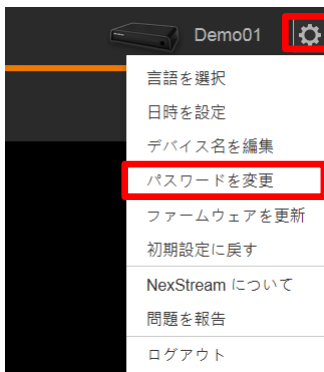 Demo01
言語を選択
日時を設定
デバイス名を編集
パスワードを変更
ファームウェアを更新
初期設定に戻す
NexStream について
問題を報告
ログアウト